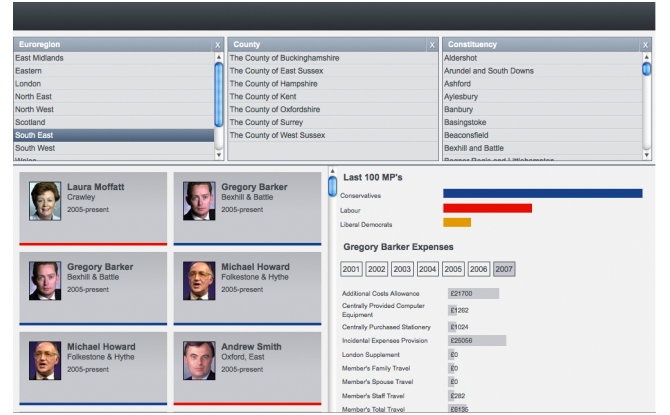 Euroregion X
East Midlands
Eastern
London
North East
North West
Scotland
South East
South West
Wales
County X
The County of Buckinghamshire
The County of East Sussex
The County of Hampshire
The County of Kent
The County of Oxfordshire
The County of Surrey
The County of West Sussex
Constituency X
Aldershot
Arundel and South Downs
Ashford
Aylesbury
Banbury
Basingstoke
Beaconsfield
Bexhill and Battle
Bognor Regis and Littlehampton
Laura Moffatt
Crawley
2005-present
Gregory Barker
Bexhill & Battle
2005-present
Gregory Barker
Bexhill & Battle
2005-present
Michael Howard
Folkestone & Hythe
2005-present
Michael Howard
Folkestone & Hythe
2005-present
Andrew Smith
Oxford, East
2005-present
Last 100 MP's
Conservatives
Labour
Liberal Democrats
Gregory Barker Expenses
2001 2002 2003 2004 2005 2006 2007
Additional Costs Allowance £21700
Centrally Provided Computer
Equipment £1262
Centrally Purchased Stationery £1024
Incidental Expenses Provision £25056
London Supplement £0
Member's Family Travel £0
Member's Spouse Travel £0
Member's Staff Travel £282
Member's Total Travel £6135